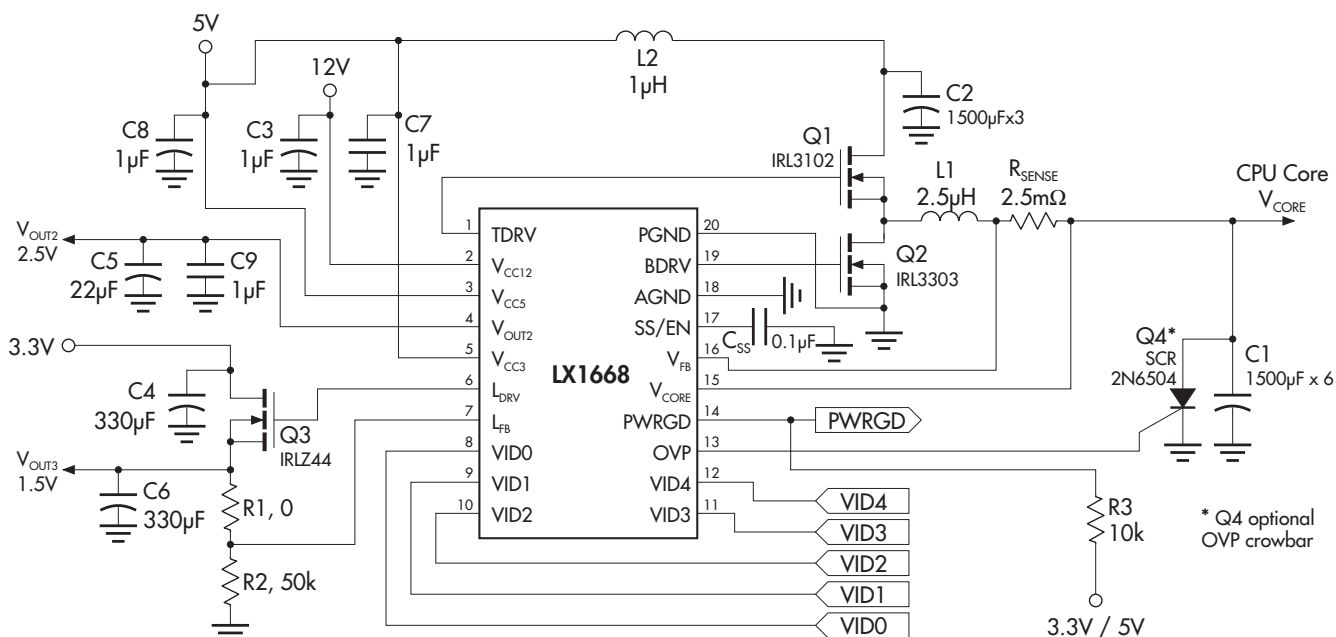 5V
12V
L2
1µH
C2
1500µFx3
C8
1µF
C3
1µF
C7
1µF
Q1
IRL3102
L1
2.5µH
RSENSE
2.5mΩ
CPU Core
VCORE
VOUT2
2.5V
C5
22µF
C9
1µF
Q2
IRL3303
1 TDRV
2 VCC12
3 VCC5
4 VOUT2
5 VCC3
6 LDRV
7 LFB
8 VID0
9 VID1
10 VID2
LX1668
PGND 20
BDRV 19
AGND 18
SS/EN 17
VFB 16
VCORE 15
PWRGD 14
OVP 13
VID4 12
VID3 11
CSS
0.1µF
3.3V
C4
330µF
Q3
IRLZ44
VOUT3
1.5V
C6
330µF
R1, 0
R2, 50k
Q4*
SCR
2N6504
C1
1500µF x 6
PWRGD
VID4
VID3
VID2
VID1
VID0
R3
10k
3.3V / 5V
* Q4 optional
OVP crowbar